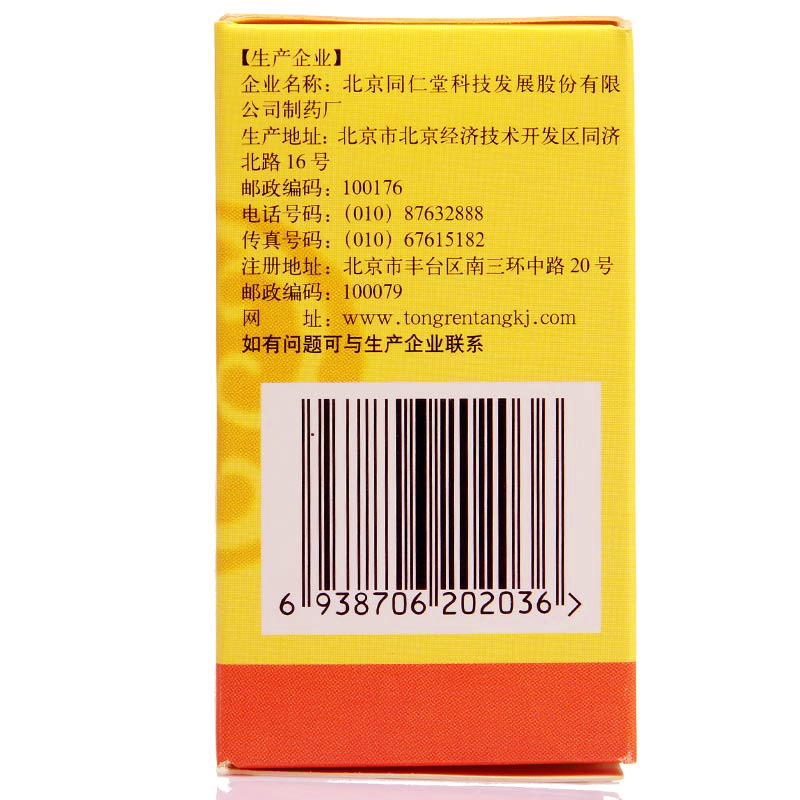 【生产企业】
企业名称：北京同仁堂科技发展股份有限
公司制药厂
生产地址：北京市北京经济技术开发区同济
北路16号
邮政编码：100176
电话号码：（010）87632888
传真号码：（010）67615182
注册地址：北京市丰台区南三环中路20号
邮政编码：100079
网　　址：www.tongrentangkj.com
如有问题可与生产企业联系
6 938706 202036 >